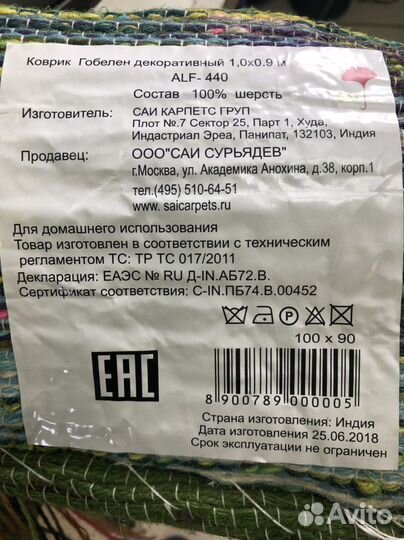 Коврик Гобелен декоративный 1,0х0.9 м
ALF- 440
Состав 100% шерсть
Изготовитель: САИ КАРПЕТС ГРУП
Плот №.7 Сектор 25, Парт 1, Худа,
Индастриал Эреа, Панипат, 132103, Индия
Продавец: ООО"САИ СУРЬЯДЕВ"
г.Москва, ул. Академика Анохина, д.38, корп.1
тел.(495) 510-64-51
www.saicarpets.ru
Для домашнего использования
Товар изготовлен в соответствии с техническим
регламентом ТС: ТР ТС 017/2011
Декларация: ЕАЭС № RU Д-IN.АБ72.В.
Сертификат соответствия: С-IN.ПБ74.В.00452
100 x 90
EAC
8 900789 000005
Страна изготовления: Индия
Дата изготовления 25.06.2018
Срок эксплуатации не ограничен
Avito